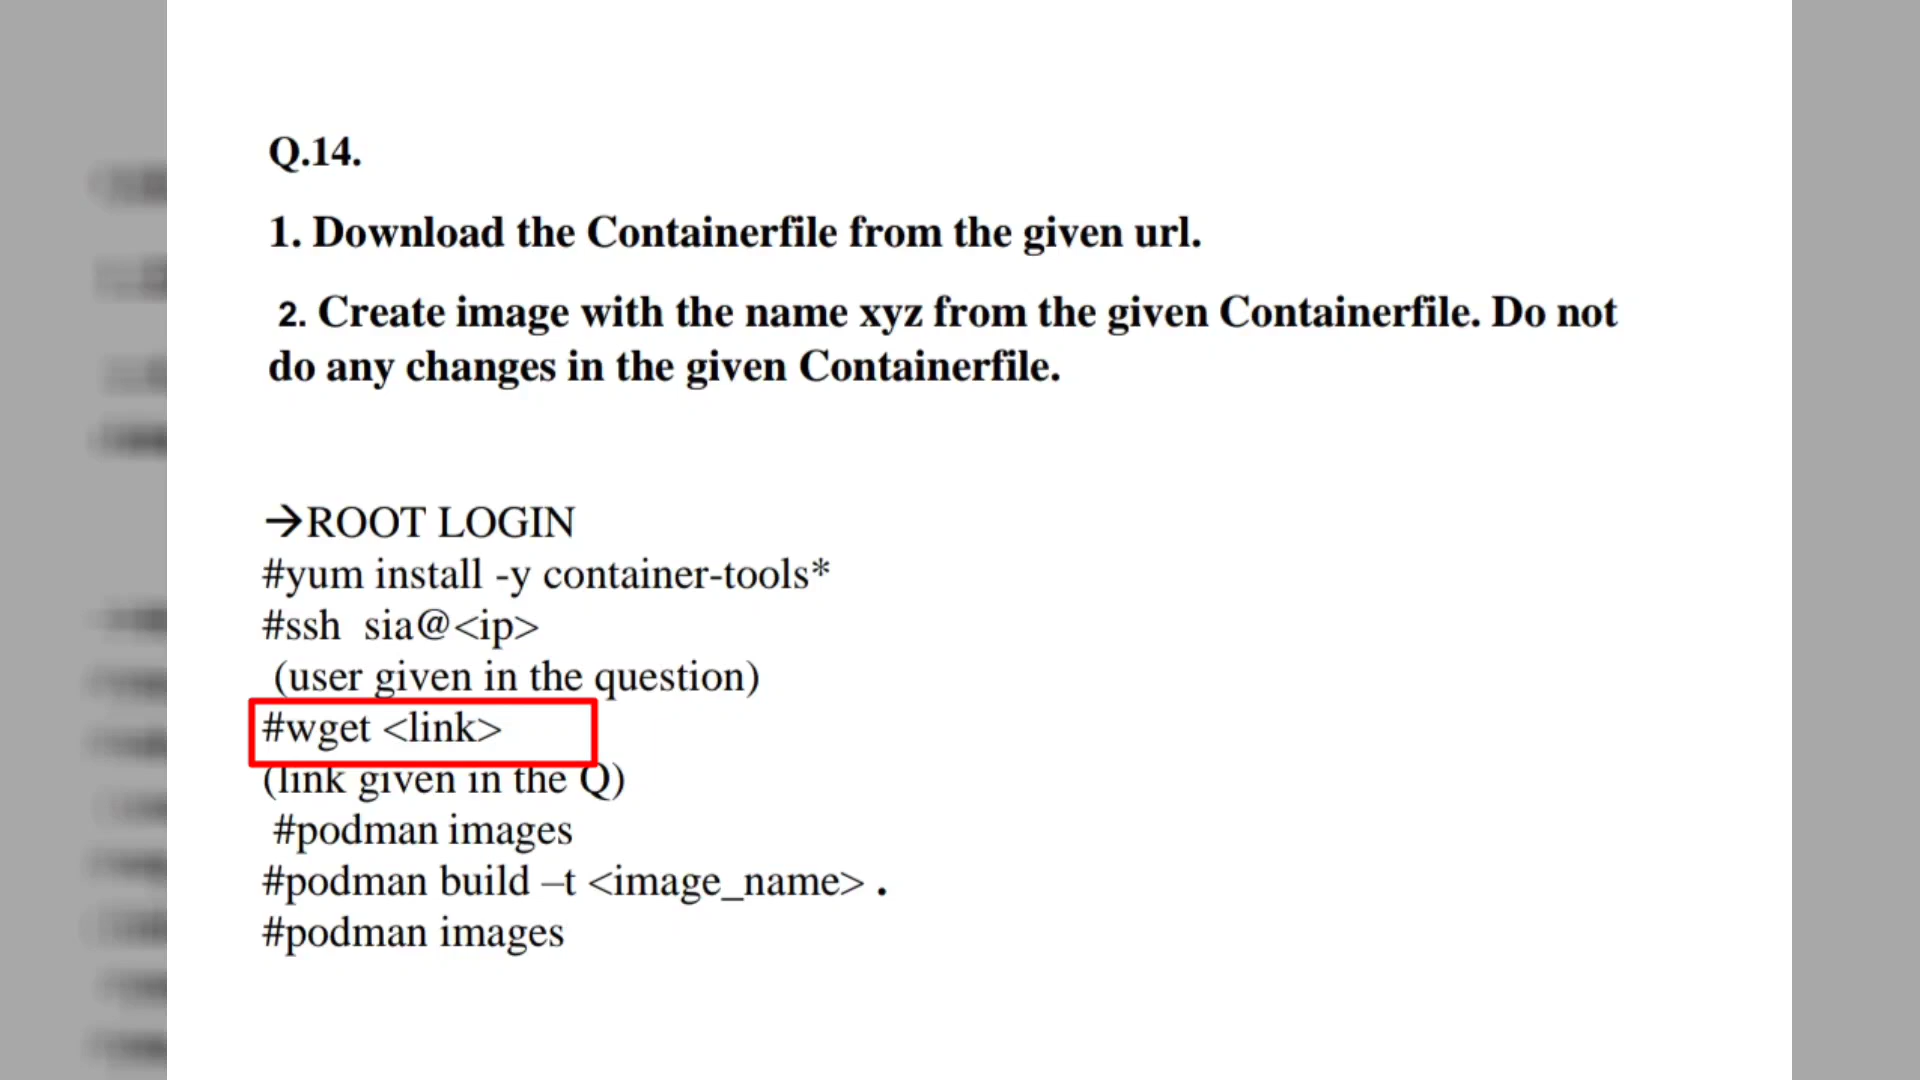 Q.14.
1. Download the Containerfile from the given url.
2. Create image with the name xyz from the given Containerfile. Do not
do any changes in the given Containerfile.
→ROOT LOGIN
#yum install -y container-tools*
#ssh sia@<ip>
(user given in the question)
#wget <link>
(link given in the Q)
#podman images
#podman build –t <image_name> .
#podman images